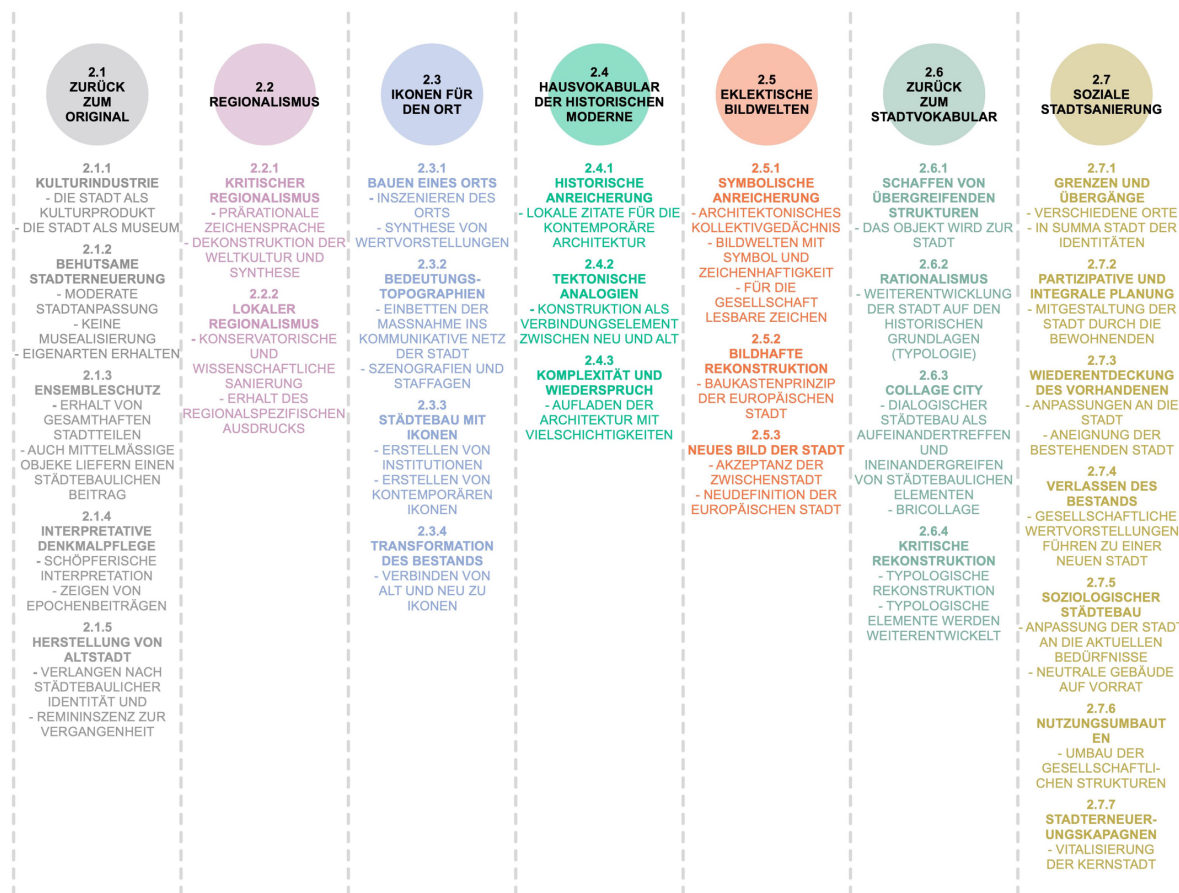 2.1
ZURÜCK
ZUM
ORIGINAL
2.1.1
KULTURINDUSTRIE
- DIE STADT ALS
KULTURPRODUKT
- DIE STADT ALS MUSEUM
2.1.2
BEHUTSAME
STADTERNEUERUNG
- MODERATE
STADTANPASSUNG
- KEINE
MUSEALISIERUNG
- EIGENARTEN ERHALTEN
2.1.3
ENSEMBLESCHUTZ
- ERHALT VON
GESAMTHAFTEN
STADTTEILEN
- AUCH MITTELMÄSSIGE
OBJEKE LIEFERN EINEN
STÄDTEBAULICHEN
BEITRAG
2.1.4
INTERPRETATIVE
DENKMALPFLEGE
- SCHÖPFERISCHE
INTERPRETATION
- ZEIGEN VON
EPOCHENBEITRÄGEN
2.1.5
HERSTELLUNG VON
ALTSTADT
- VERLANGEN NACH
STÄDTEBAULICHER
IDENTITÄT UND
- REMININSZENZ ZUR
VERGANGENHEIT
2.2
REGIONALISMUS
2.2.1
KRITISCHER
REGIONALISMUS
- PRÄRATIONALE
ZEICHENSPRACHE
- DEKONSTRUKTION DER
WELTKULTUR UND
SYNTHESE
2.2.2
LOKALER
REGIONALISMUS
- KONSERVATORISCHE
UND
WISSENSCHAFTLICHE
SANIERUNG
- ERHALT DES
REGIONALSPEZIFISCHEN
AUSDRUCKS
2.3
IKONEN FÜR
DEN ORT
2.3.1
BAUEN EINES ORTS
- INSZENIEREN DES
ORTS
- SYNTHESE VON
WERTVORSTELLUNGEN
2.3.2
BEDEUTUNGS-
TOPOGRAPHIEN
- EINBETTEN DER
MASSNAHME INS
KOMMUNIKATIVE NETZ
DER STADT
- SZENOGRAFIEN UND
STAFFAGEN
2.3.3
STÄDTEBAU MIT
IKONEN
- ERSTELLEN VON
INSTITUTIONEN
- ERSTELLEN VON
KONTEMPORÄREN
IKONEN
2.3.4
TRANSFORMATION
DES BESTANDS
- VERBINDEN VON
ALT UND NEU ZU
IKONEN
2.4
HAUSVOKABULAR
DER HISTORISCHEN
MODERNE
2.4.1
HISTORISCHE
ANREICHERUNG
- LOKALE ZITATE FÜR DIE
KONTEMPORÄRE
ARCHITEKTUR
2.4.2
TEKTONISCHE
ANALOGIEN
- KONSTRUKTION ALS
VERBINDUNGSELEMENT
ZWISCHEN NEU UND ALT
2.4.3
KOMPLEXITÄT UND
WIEDERSPRUCH
- AUFLADEN DER
ARCHITEKTUR MIT
VIELSCHICHTIGKEITEN
2.5
EKLEKTISCHE
BILDWELTEN
2.5.1
SYMBOLISCHE
ANREICHERUNG
- ARCHITEKTONISCHES
KOLLEKTIVGEDÄCHNIS
- BILDWELTEN MIT
SYMBOL UND
ZEICHENHAFTIGKEIT
- FÜR DIE
GESELLSCHAFT
LESBARE ZEICHEN
2.5.2
BILDHAFTE
REKONSTRUKTION
- BAUKASTENPRINZIP
DER EUROPÄISCHEN
STADT
2.5.3
NEUES BILD DER STADT
- AKZEPTANZ DER
ZWISCHENSTADT
- NEUDEFINITION DER
EUROPÄISCHEN STADT
2.6
ZURÜCK
ZUM
STADTVOKABULAR
2.6.1
SCHAFFEN VON
ÜBERGREIFENDEN
STRUKTUREN
- DAS OBJEKT WIRD ZUR
STADT
2.6.2
RATIONALISMUS
- WEITERENTWICKLUNG
DER STADT AUF DEN
HISTORISCHEN
GRUNDLAGEN
(TYPOLOGIE)
2.6.3
COLLAGE CITY
- DIALOGISCHER
STÄDTEBAU ALS
AUFEINANDERTREFFEN
UND
INEINANDERGREIFEN
VON STÄDTEBAULICHEN
ELEMENTEN
- BRICOLLAGE
2.6.4
KRITISCHE
REKONSTRUKTION
- TYPOLOGISCHE
REKONSTRUKTION
- TYPOLOGISCHE
ELEMENTE WERDEN
WEITERENTWICKELT
2.7
SOZIALE
STADTSANIERUNG
2.7.1
GRENZEN UND
ÜBERGÄNGE
- VERSCHIEDENE ORTE
- IN SUMMA STADT DER
IDENTITÄTEN
2.7.2
PARTIZIPATIVE UND
INTEGRALE PLANUNG
- MITGESTALTUNG DER
STADT DURCH DIE
BEWOHNENDEN
2.7.3
WIEDERENTDECKUNG
DES VORHANDENEN
- ANPASSUNGEN AN DIE
STADT
- ANEIGNUNG DER
BESTEHENDEN STADT
2.7.4
VERLASSEN DES
BESTANDS
- GESELLSCHAFTLICHE
WERTVORSTELLUNGEN
FÜHREN ZU EINER
NEUEN STADT
2.7.5
SOZIOLOGISCHER
STÄDTEBAU
- ANPASSUNG DER STADT
AN DIE AKTUELLEN
BEDÜRFNISSE
- NEUTRALE GEBÄUDE
AUF VORRAT
2.7.6
NUTZUNGSUMBAUT
EN
- UMBAU DER
GESELLSCHAFTLI-
CHEN STRUKTUREN
2.7.7
STADTERNEUER-
UNGSKAPAGNEN
- VITALISIERUNG
DER KERNSTADT